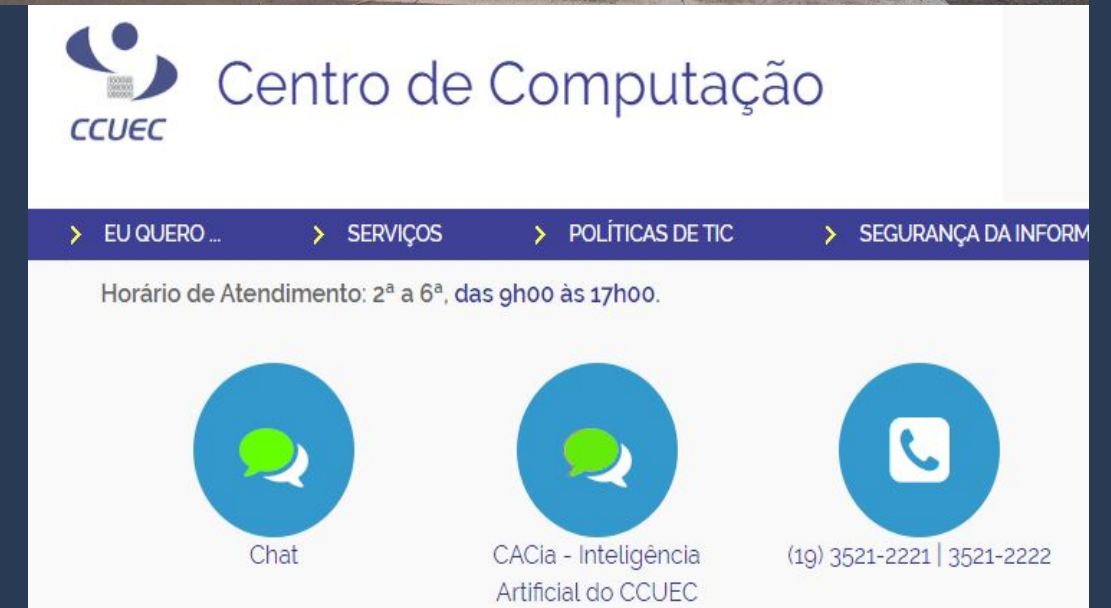 CCUEC
Centro de Computação
EU QUERO ...
SERVIÇOS
POLÍTICAS DE TIC
SEGURANÇA DA INFORM
Horário de Atendimento: 2ª a 6ª, das 9h00 às 17h00.
Chat
CACia - Inteligência
Artificial do CCUEC
(19) 3521-2221 | 3521-2222